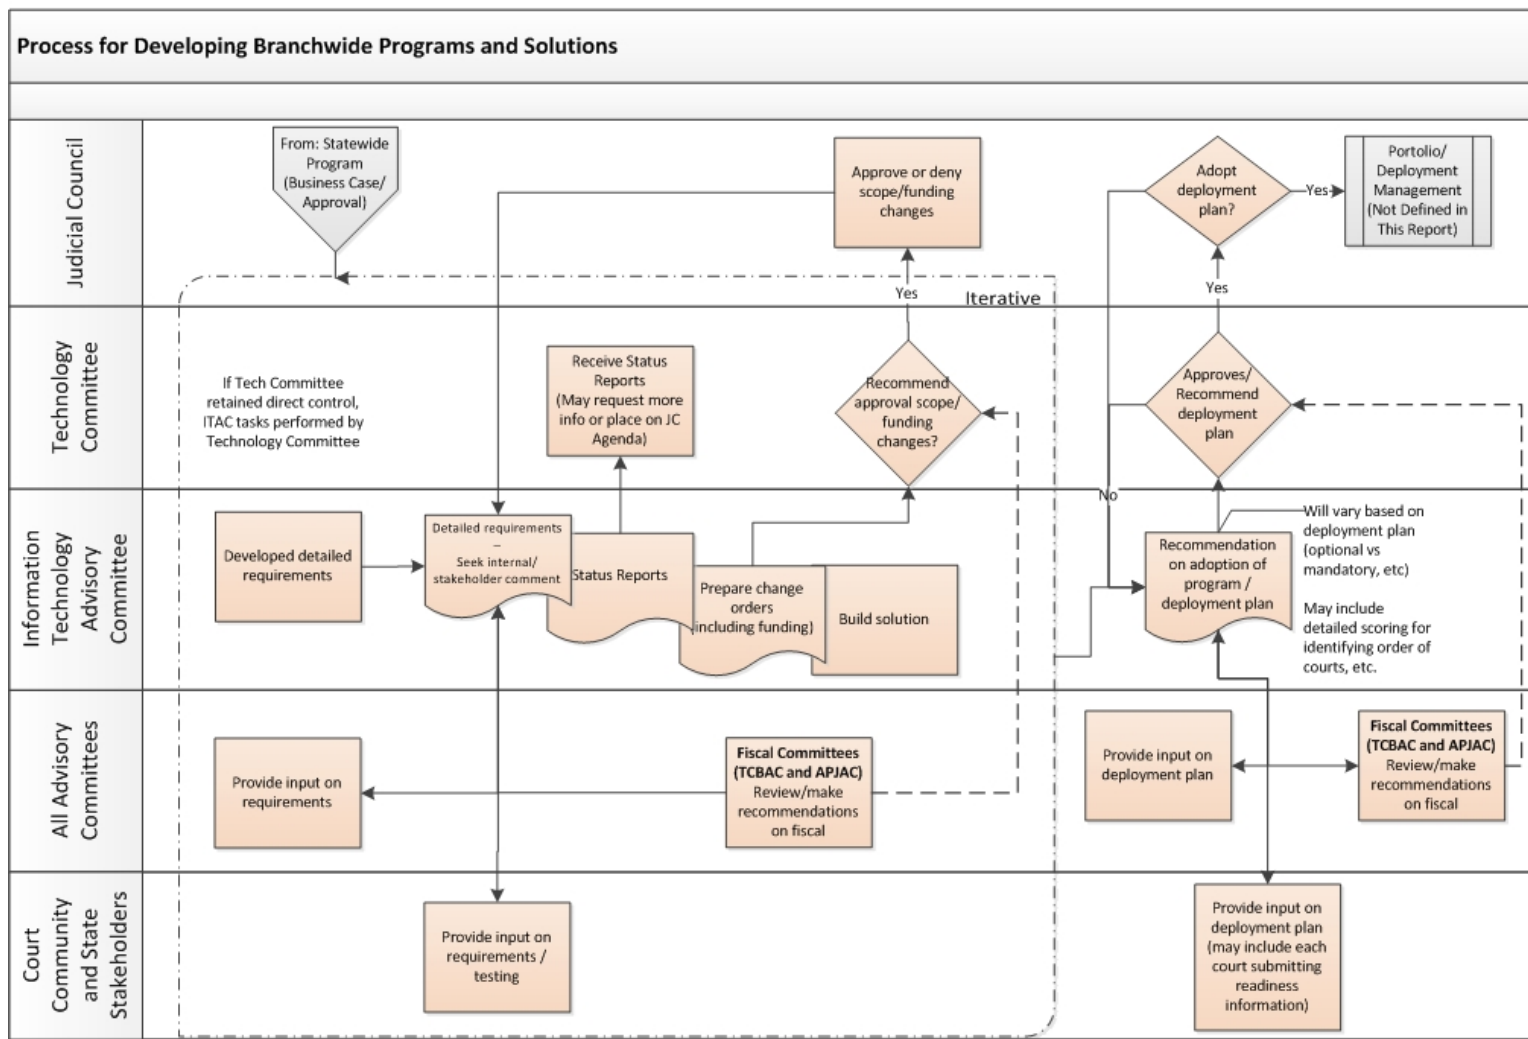 Process for Developing Branchwide Programs and Solutions
Judicial Council
From: Statewide
Program
(Business Case/
Approval)
Approve or deny
scope/funding
changes
Adopt
deployment
plan?
Yes
Portolio/
Deployment
Management
(Not Defined in
This Report)
Yes
Iterative
Yes
Technology
Committee
If Tech Committee
retained direct control,
ITAC tasks performed by
Technology Committee
Receive Status
Reports
(May request more
info or place on JC
Agenda)
Recommend
approval scope/
funding
changes?
Approves/
Recommend
deployment
plan
No
Information
Technology
Advisory
Committee
Developed detailed
requirements
Detailed requirements
–
Seek internal/
stakeholder comment
Status Reports
Prepare change
orders
(including funding)
Build solution
Recommendation
on adoption of
program /
deployment plan
Will vary based on
deployment plan
(optional vs
mandatory, etc)
May include
detailed scoring for
identifying order of
courts, etc.
All Advisory
Committees
Provide input on
requirements
Fiscal Committees
(TCBAC and APJAC)
Review/make
recommendations
on fiscal
Provide input on
deployment plan
Fiscal Committees
(TCBAC and APJAC)
Review/make
recommendations
on fiscal
Court
Community
and State
Stakeholders
Provide input on
requirements /
testing
Provide input on
deployment plan
(may include each
court submitting
readiness
information)